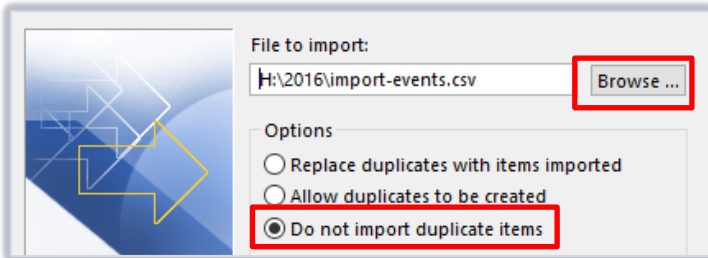 File to import:
H:\2016\import-events.csv Browse ...
Options
Replace duplicates with items imported
Allow duplicates to be created
Do not import duplicate items